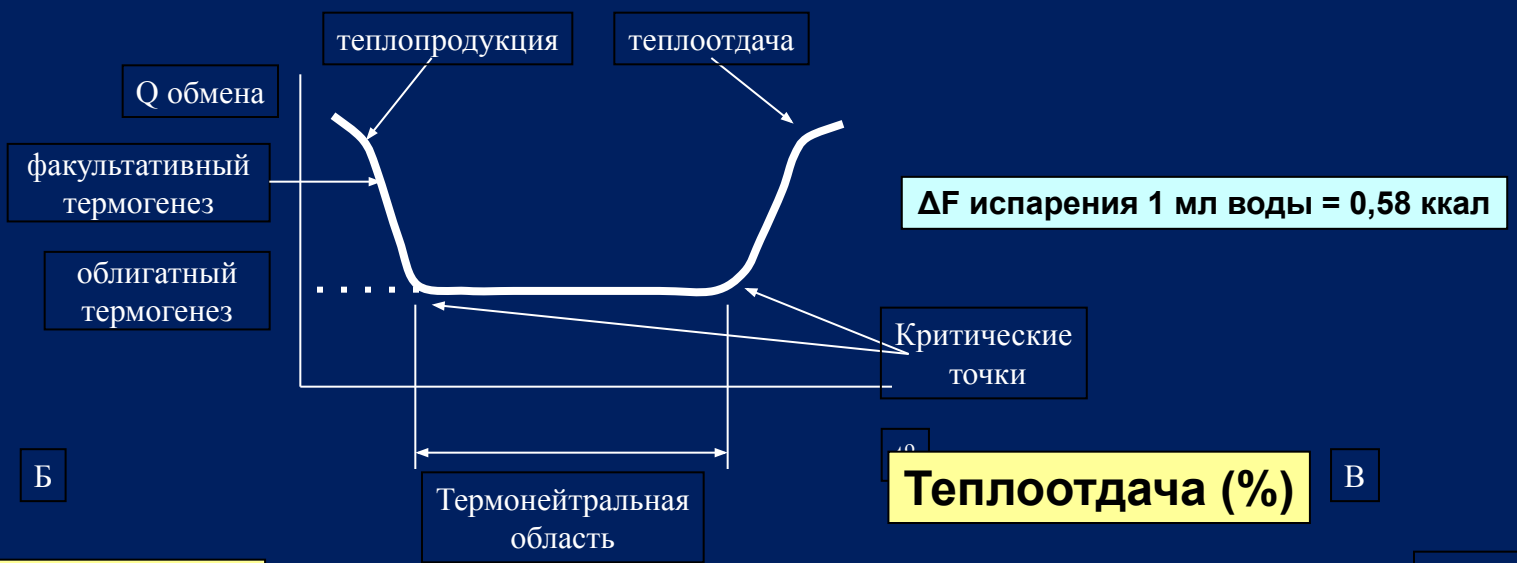 теплопродукция
теплоотдача
Q обмена
факультативный
термогенез
ΔF испарения 1 мл воды = 0,58 ккал
облигатный
термогенез
Критические
точки
Б
Теплоотдача (%)
В
Термонейтральная
область